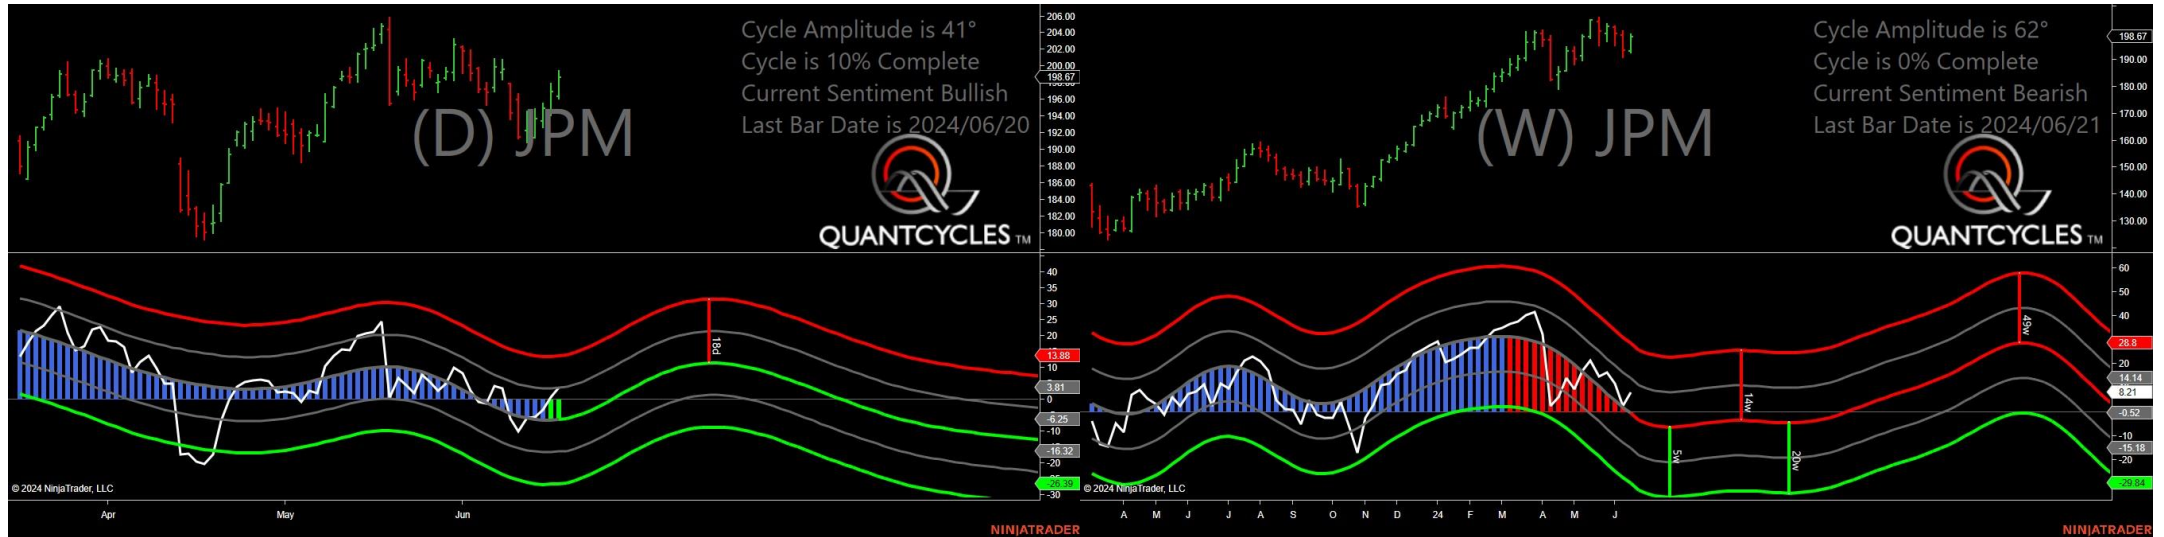 Cycle Amplitude is 41°
Cycle is 10% Complete
Current Sentiment Bullish
Last Bar Date is 2024/06/20
(D) JPM
QUANTCYCLES TM
206.00
204.00
202.00
200.00
198.67
196.00
194.00
192.00
190.00
188.00
186.00
184.00
182.00
180.00
40
35
30
25
20
15
13.88
10
3.81
0
-6.25
-10
-16.32
-20
-26.39
-30
18d
© 2024 NinjaTrader, LLC
Apr May Jun
NINJATRADER
Cycle Amplitude is 62°
Cycle is 0% Complete
Current Sentiment Bearish
Last Bar Date is 2024/06/21
(W) JPM
QUANTCYCLES TM
198.67
190.00
180.00
170.00
160.00
150.00
140.00
130.00
60
50
40
28.8
20
14.14
8.21
-0.52
-10
-15.18
-20
-29.84
5w
14w
20w
49w
© 2024 NinjaTrader, LLC
A M J J A S O N D 24 F M A M J
NINJATRADER